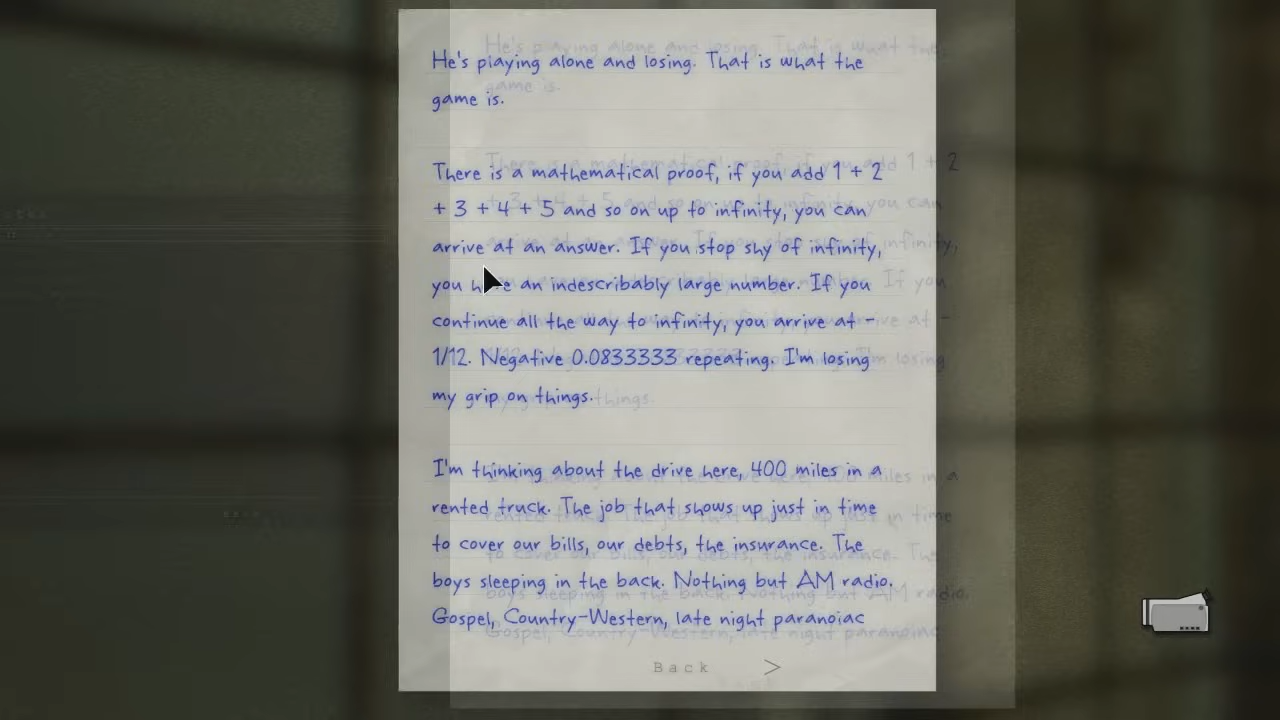 He's playing alone and losing. That is what the
game is.
There is a mathematical proof, if you add 1 + 2
+ 3 + 4 + 5 and so on up to infinity, you can
arrive at an answer. If you stop shy of infinity,
you have an indescribably large number. If you
continue all the way to infinity, you arrive at -
1/12. Negative 0.0833333 repeating. I'm losing
my grip on things.
I'm thinking about the drive here, 400 miles in a
rented truck. The job that shows up just in time
to cover our bills, our debts, the insurance. The
boys sleeping in the back. Nothing but AM radio.
Gospel, Country-Western, late night paranoiac
Back >